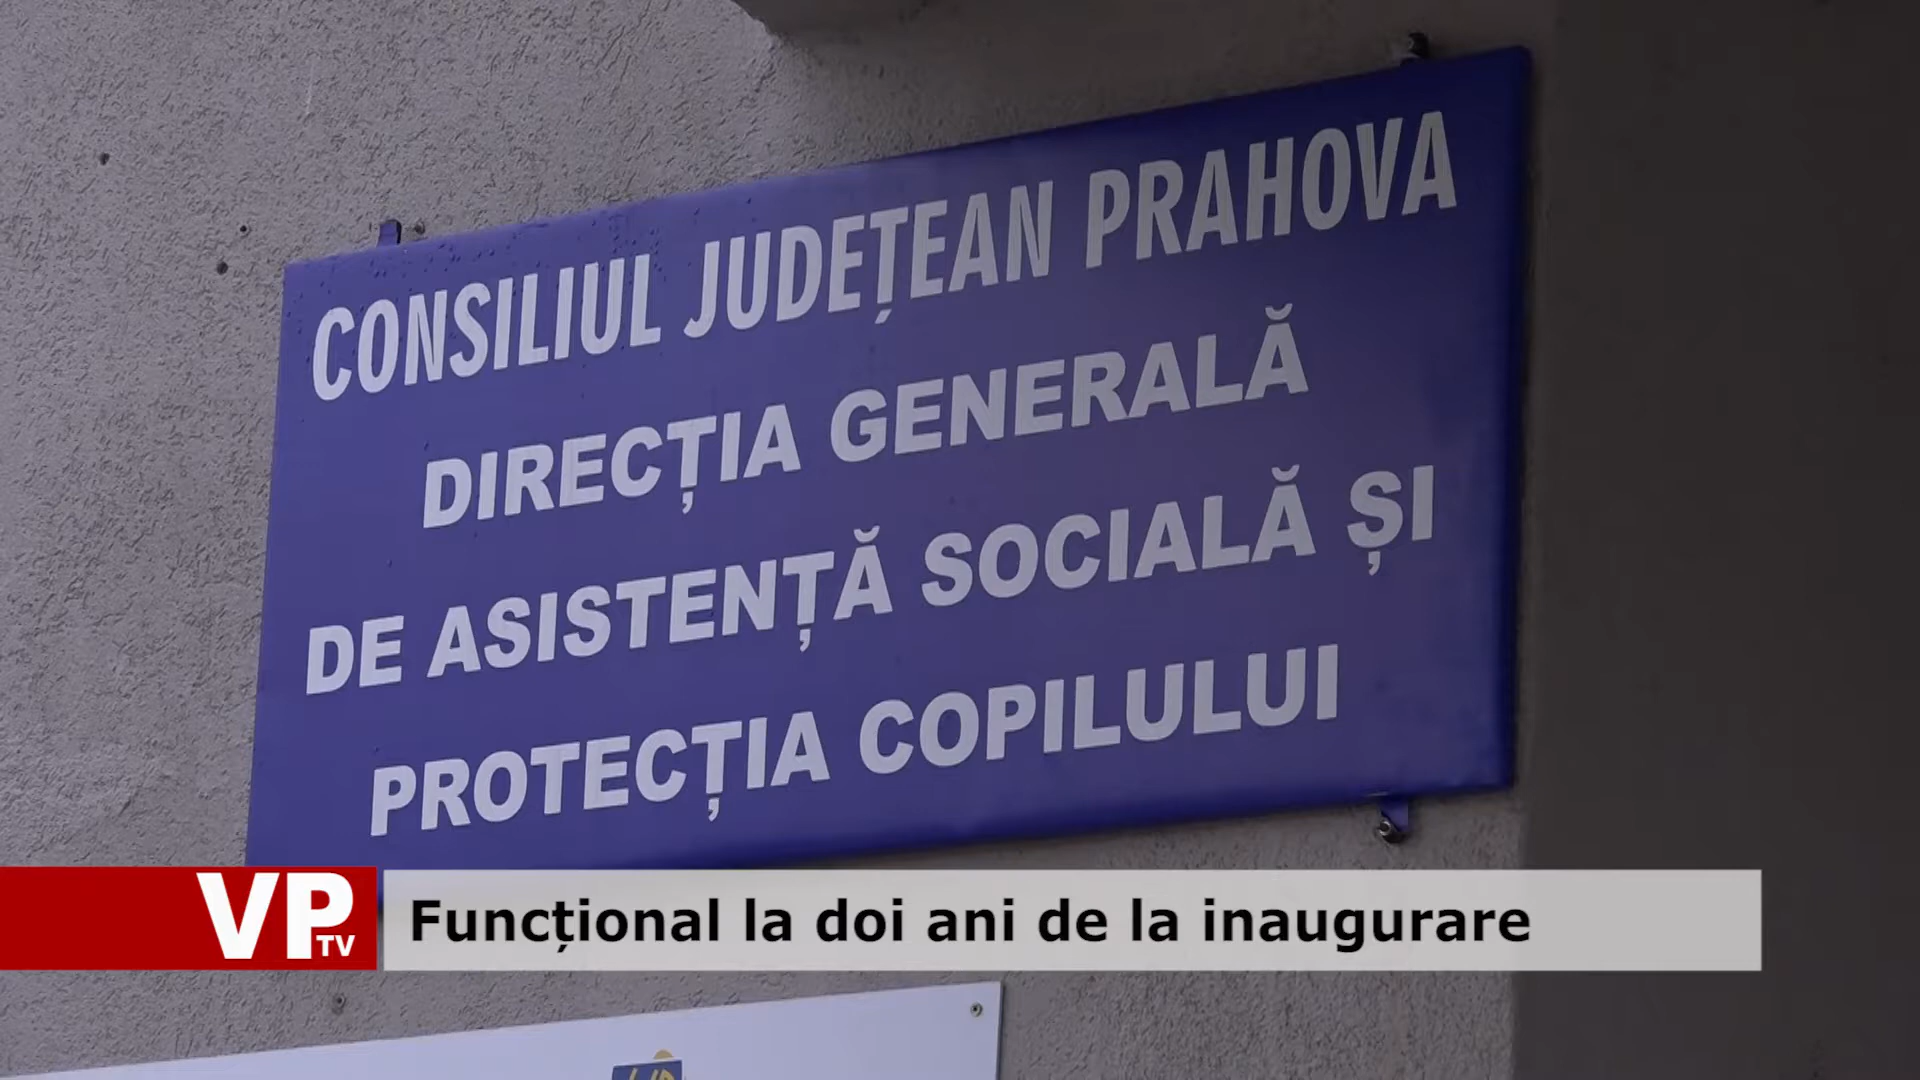 CONSILIUL JUDEȚEAN PRAHOVA
DIRECȚIA GENERALĂ
DE ASISTENȚĂ SOCIALĂ ȘI
PROTECȚIA COPILULUI
VP TV
Funcțional la doi ani de la inaugurare